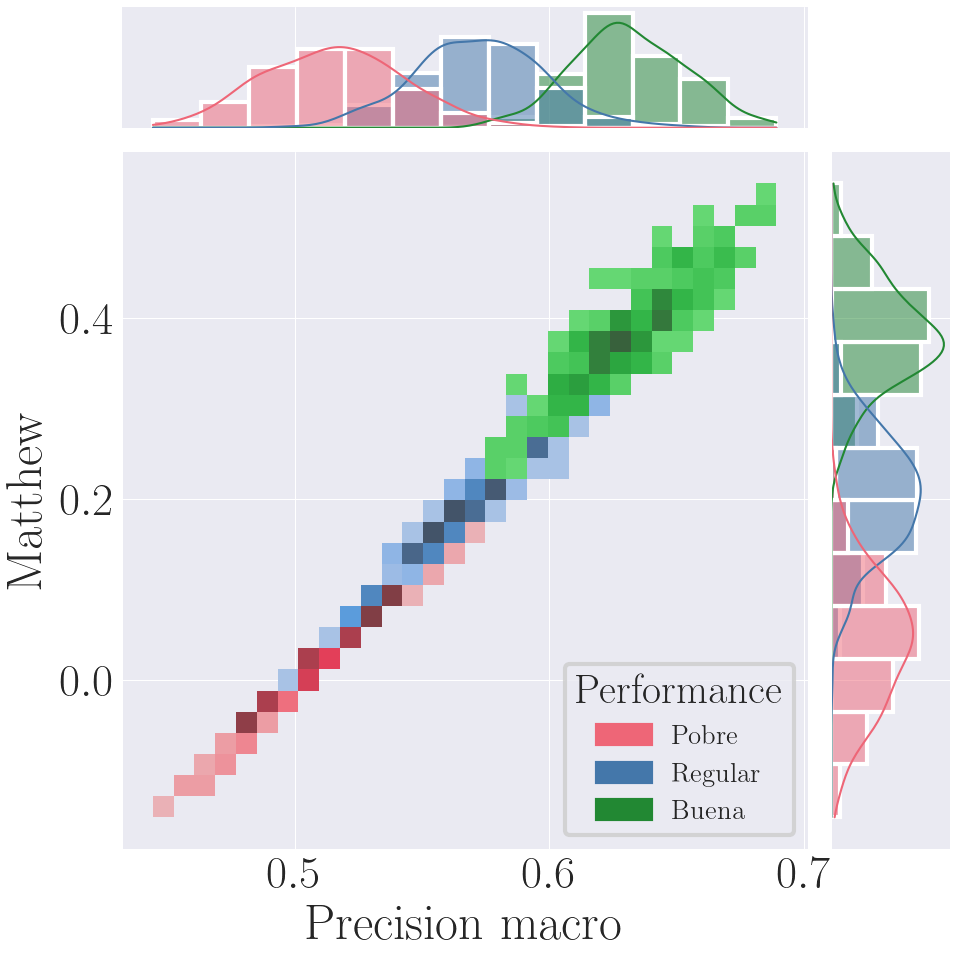 Matthew
0.4
0.2
0.0
Performance
Pobre
Regular
Buena
0.5
0.6
0.7
Precision macro